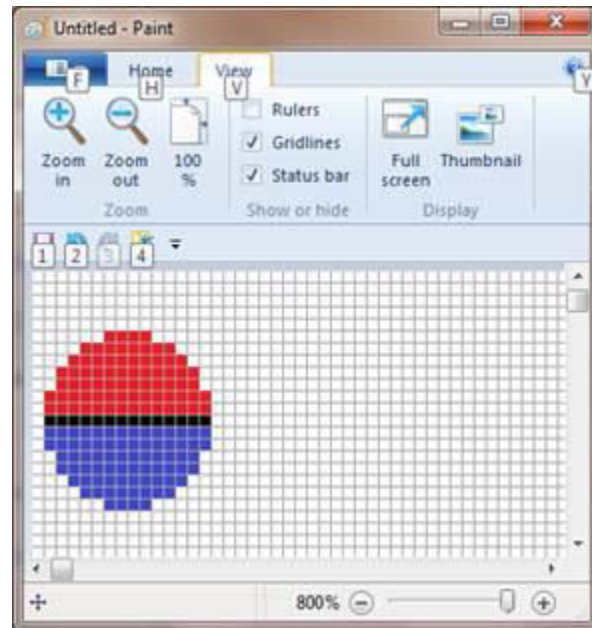 Untitled - Paint
F
Home
View
H
V
Y
Zoom in
Zoom out
100 %
Rulers
Gridlines
Status bar
Full screen
Thumbnail
Zoom
Show or hide
Display
1 2 3 4
800%